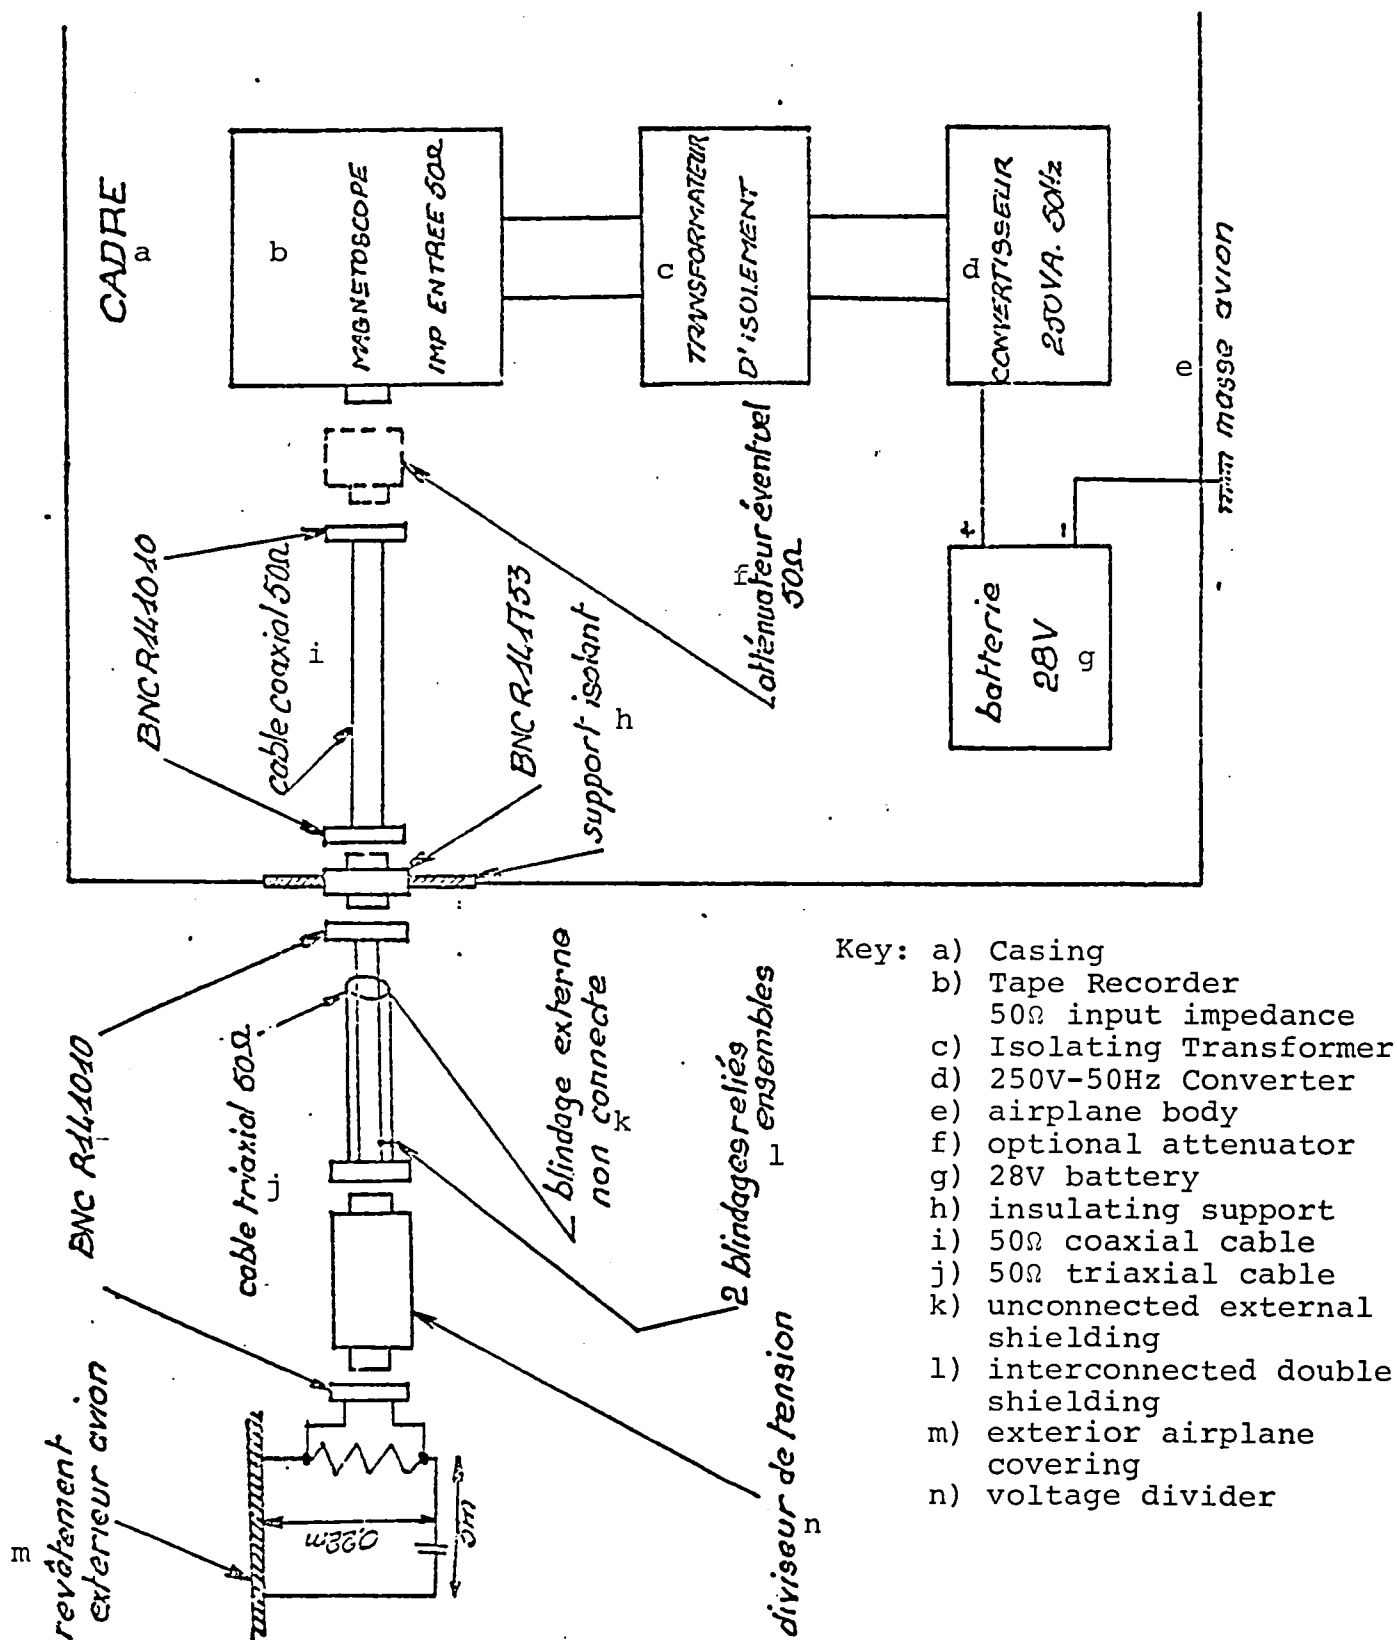 CADRE
a
b
MAGNETOSCOPE
IMP ENTREE 50Ω
c
TRANSFORMATEUR
D'ISOLEMENT
d
CONVERTISSEUR
250VA. 50Hz
e
masse avion
+
-
batterie
28V
g
f
atténuateur éventuel
50Ω
BNC R141010
cable coaxial 50Ω
i
BNC R141753
support isolant
h
BNC R141010
cable triaxial 50Ω
j
blindage externe
non connecte
k
2 blindages reliés
ensembles
l
diviseur de tension
n
revêtement
exterieur avion
m
0,22m
Key: a) Casing
b) Tape Recorder
50Ω input impedance
c) Isolating Transformer
d) 250V-50Hz Converter
e) airplane body
f) optional attenuator
g) 28V battery
h) insulating support
i) 50Ω coaxial cable
j) 50Ω triaxial cable
k) unconnected external
shielding
l) interconnected double
shielding
m) exterior airplane
covering
n) voltage divider